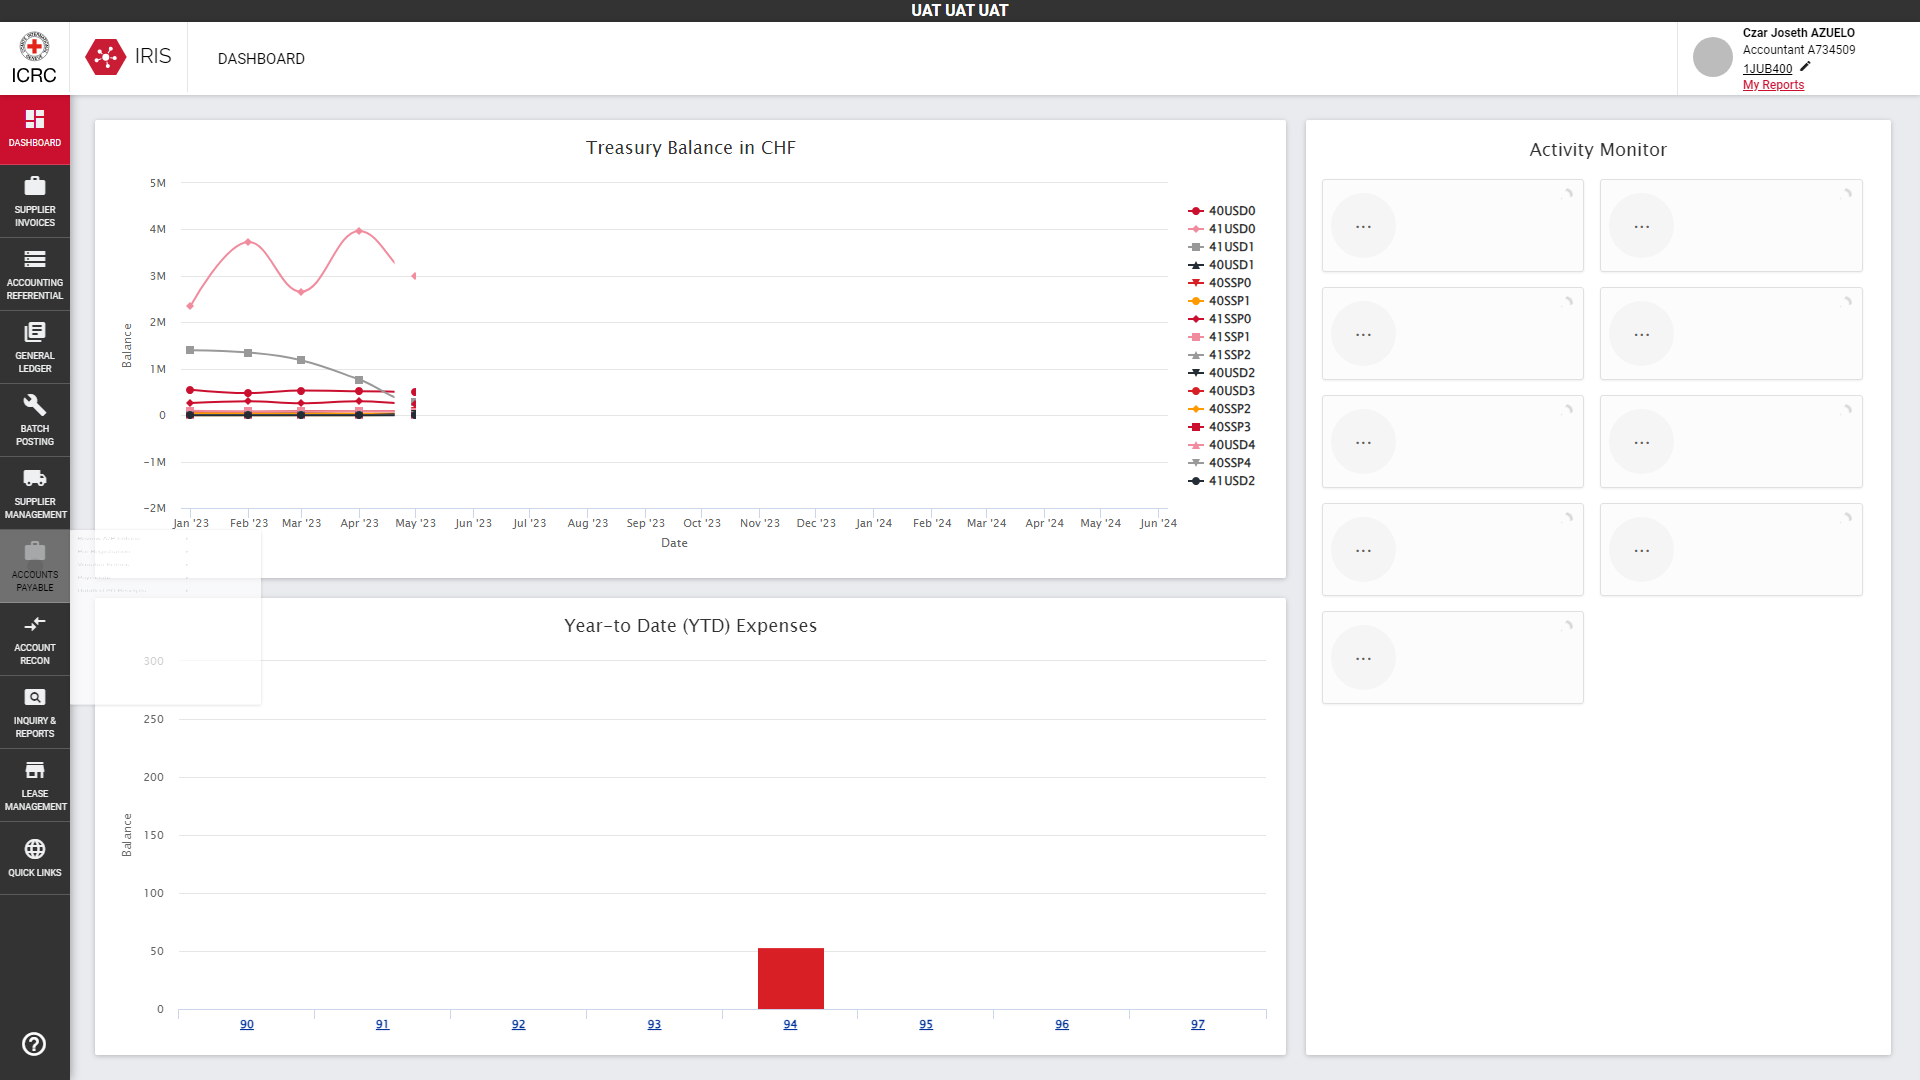 UAT UAT UAT
ICRC
IRIS
DASHBOARD
Czar Joseth AZUELO
Accountant A734509
1JUB400
My Reports
DASHBOARD
SUPPLIER
INVOICES
ACCOUNTING
REFERENTIAL
GENERAL
LEDGER
BATCH
POSTING
SUPPLIER
MANAGEMENT
ACCOUNTS
PAYABLE
ACCOUNT
RECON
INQUIRY &
REPORTS
LEASE
MANAGEMENT
QUICK LINKS
Treasury Balance in CHF
Balance
5M
4M
3M
2M
1M
0
-1M
-2M
Jan '23 Feb '23 Mar '23 Apr '23 May '23 Jun '23 Jul '23 Aug '23 Sep '23 Oct '23 Nov '23 Dec '23 Jan '24 Feb '24 Mar '24 Apr '24 May '24 Jun '24
Date
40USD0
41USD0
41USD1
40USD1
40SSP0
40SSP1
41SSP0
41SSP1
41SSP2
40USD2
40USD3
40SSP2
40SSP3
40USD4
40SSP4
41USD2
Year-to Date (YTD) Expenses
Balance
300
250
200
150
100
50
0
90 91 92 93 94 95 96 97
Activity Monitor
... ...
... ...
... ...
... ...
...